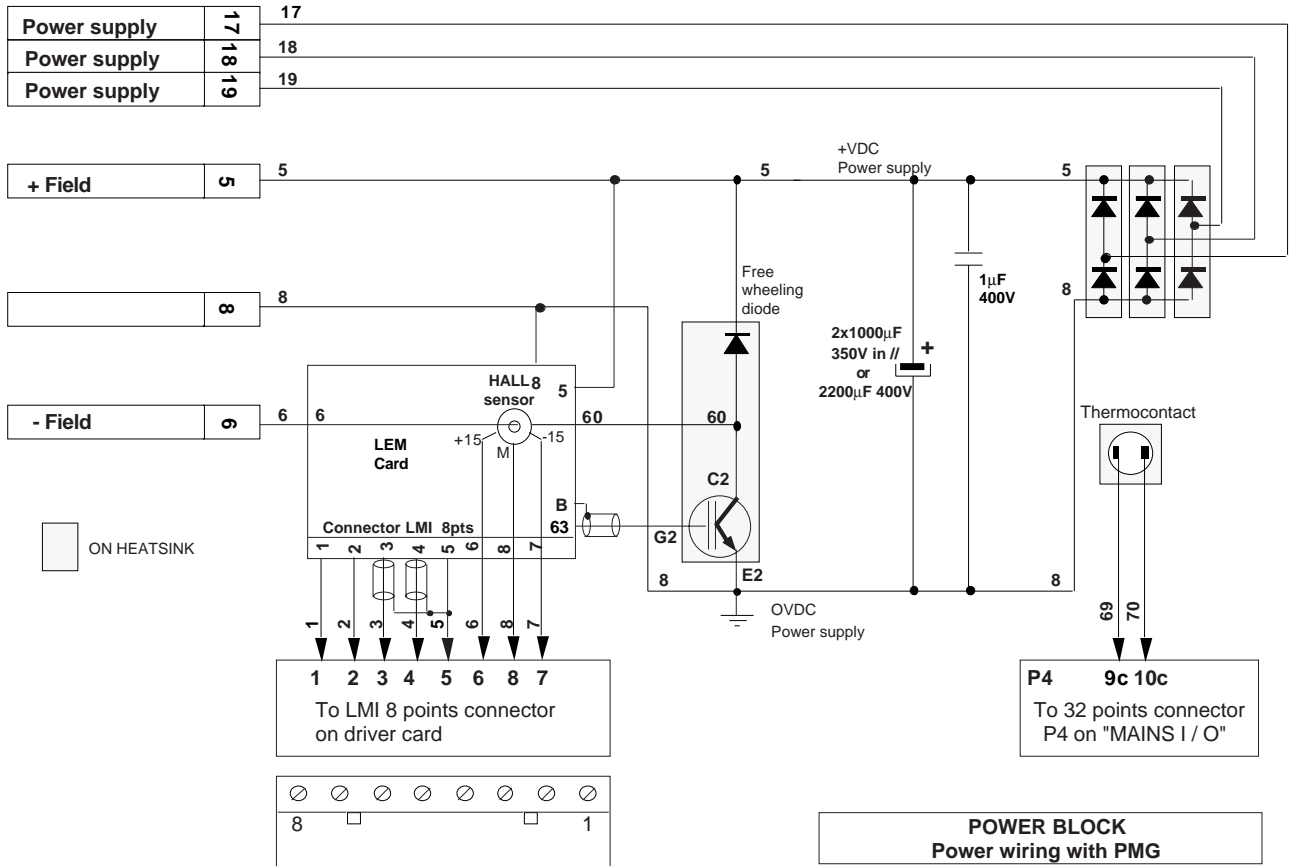 Power supply 17 17
Power supply 18 18
Power supply 19 19
+ Field 5 5
5
+VDC
Power supply
5
8 8
8
Free
wheeling
diode
1μF
400V
2x1000μF
350V in //
or
2200μF 400V
- Field 6 6
6
HALL 8
sensor
5
60
60
+15
M
-15
LEM
Card
Thermocontact
C2
B
63
G2
E2
Connector LMI 8pts
1 2 3 4 5 6 8 7
ON HEATSINK
8
8
OVDC
Power supply
69 70
1 2 3 4 5 6 8 7
1 2 3 4 5 6 8 7
To LMI 8 points connector
on driver card
P4 9c 10c
To 32 points connector
P4 on "MAINS I / O"
8 1
POWER BLOCK
Power wiring with PMG